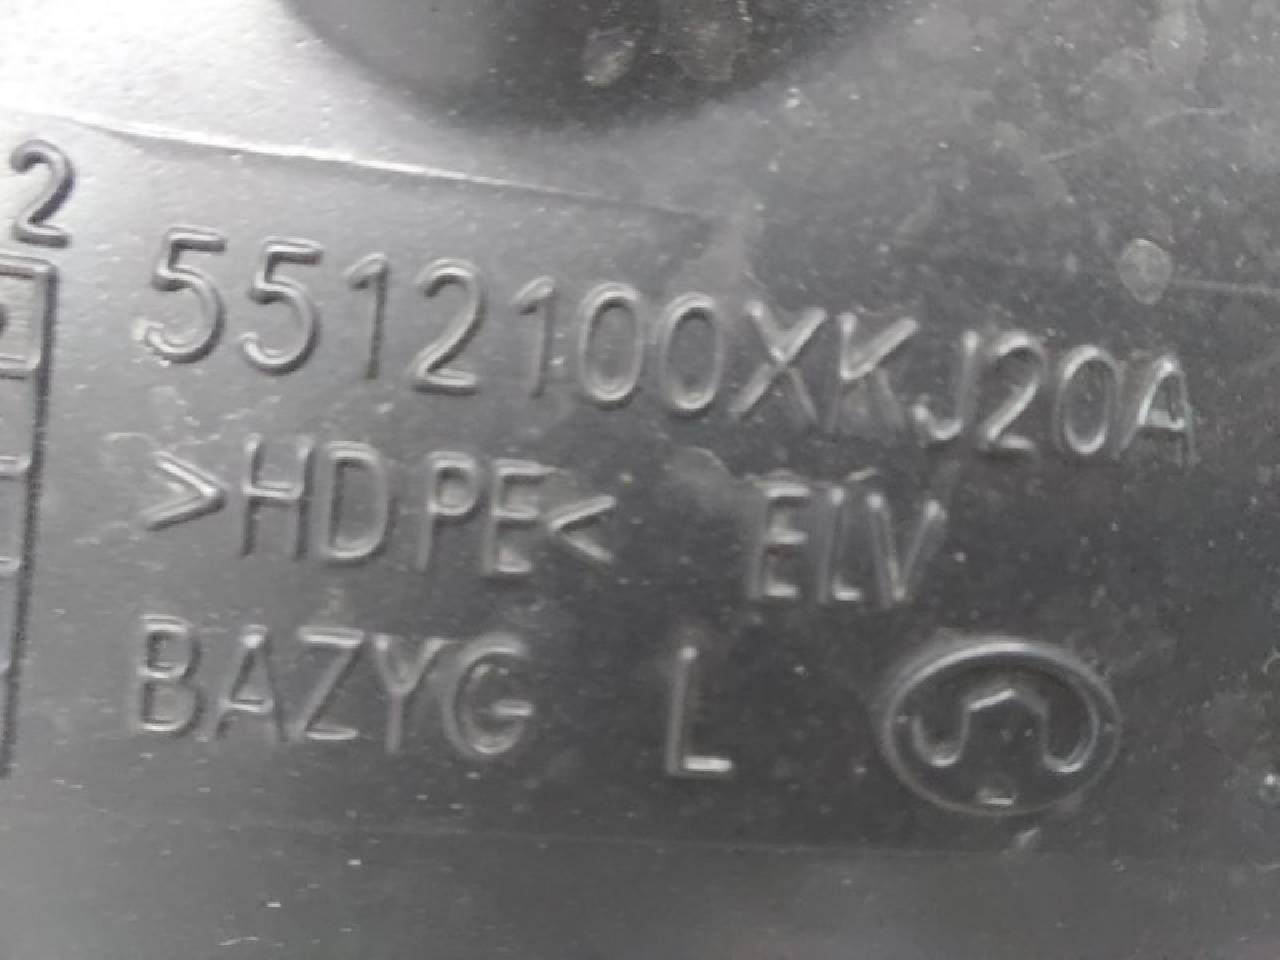 2
5512100XKJ20A
>HDPE< ELV
BAZYG L